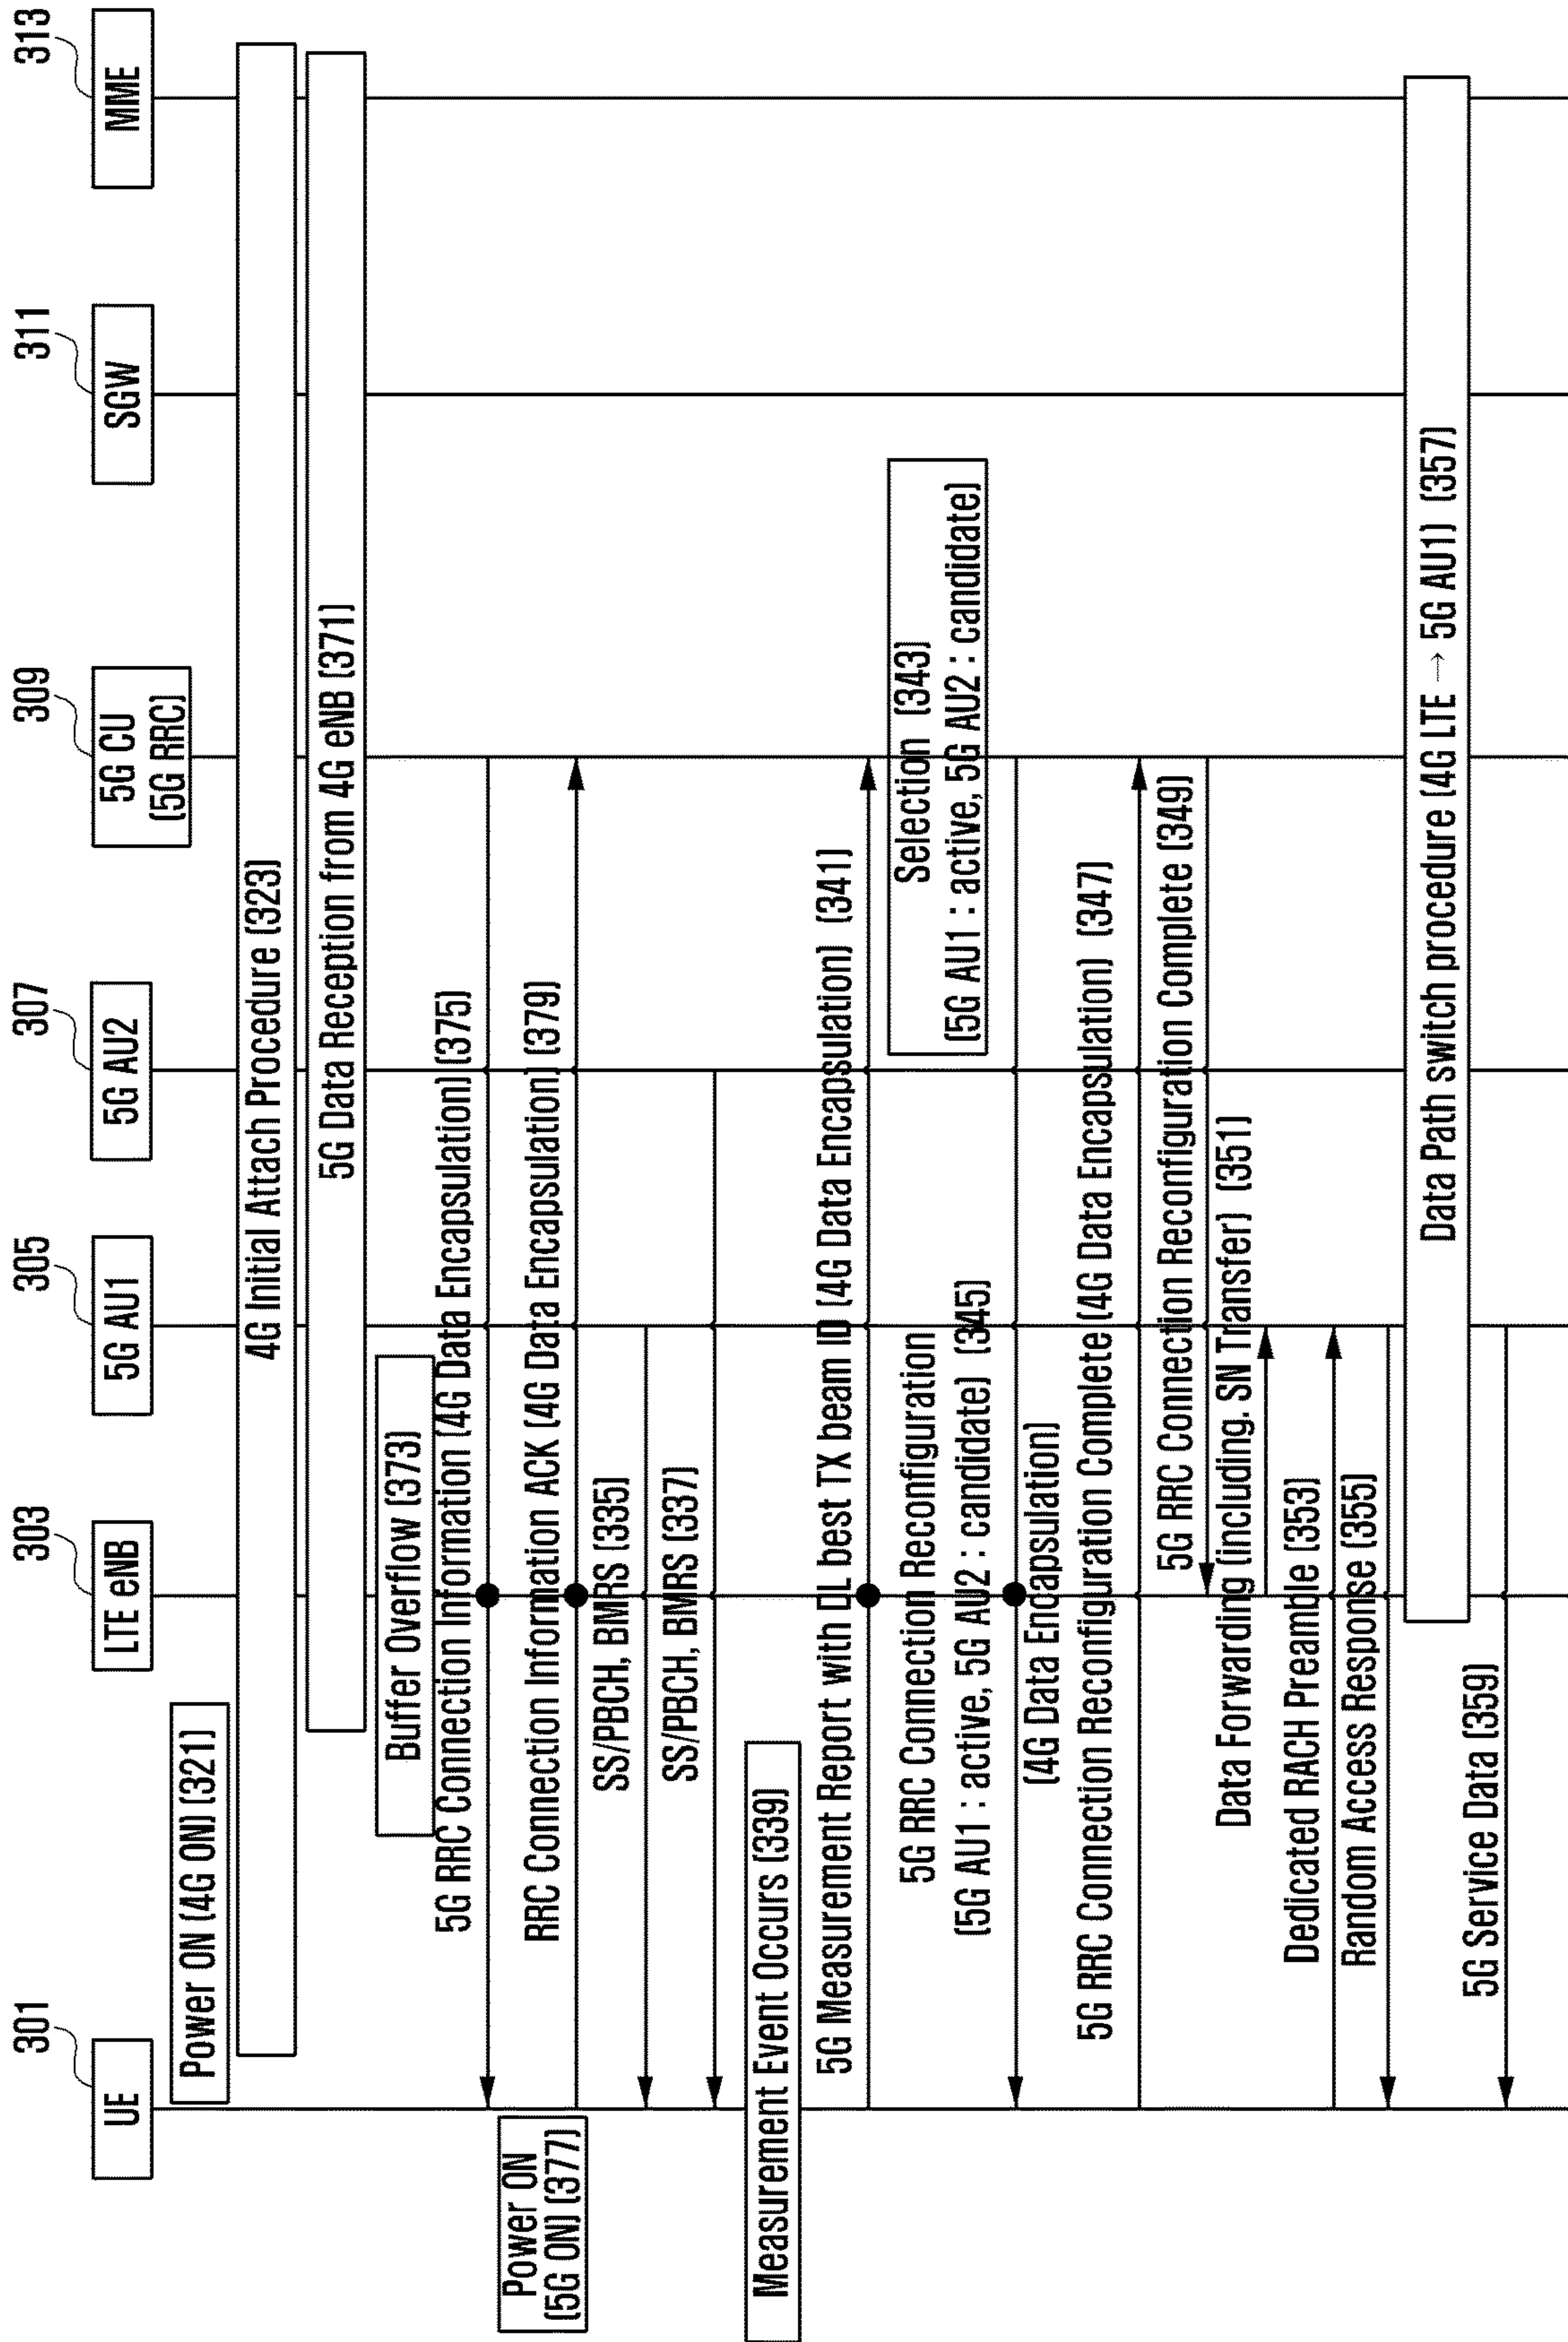 301
303
305
307
309
311
313
UE
LTE eNB
5G AU1
5G AU2
5G CU
(5G RRC)
SGW
MME
Power ON (4G ON) (321)
4G Initial Attach Procedure (323)
5G Data Reception from 4G eNB (371)
Buffer Overflow (373)
5G RRC Connection Information (4G Data Encapsulation) (375)
Power ON
(5G ON) (377)
RRC Connection Information ACK (4G Data Encapsulation) (379)
SS/PBCH, BMRS (335)
SS/PBCH, BMRS (337)
Measurement Event Occurs (339)
5G Measurement Report with DL best TX beam ID (4G Data Encapsulation) (341)
Selection (343)
(5G AU1 : active, 5G AU2 : candidate)
5G RRC Connection Reconfiguration
(5G AU1 : active, 5G AU2 : candidate) (345)
(4G Data Encapsulation)
5G RRC Connection Reconfiguration Complete (4G Data Encapsulation) (347)
5G RRC Connection Reconfiguration Complete (349)
Data Forwarding (including. SN Transfer) (351)
Dedicated RACH Preamble (353)
Random Access Response (355)
Data Path switch procedure (4G LTE → 5G AU1) (357)
5G Service Data (359)